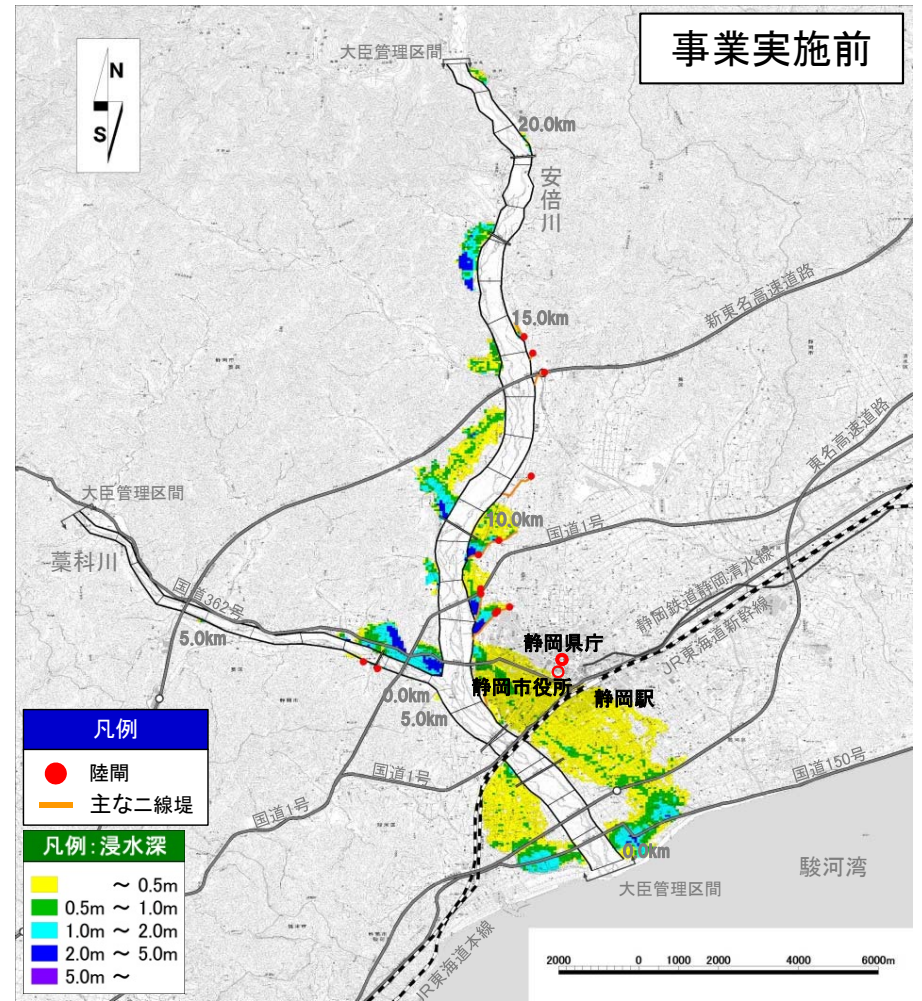 事業実施前
大臣管理区間
N
S
20.0km
安倍川
15.0km
新東名高速道路
東名高速道路
大臣管理区間
藁科川
10.0km
国道1号
国道362号
5.0km
静岡鉄道静岡清水線
JR東海道新幹線
静岡県庁
静岡市役所
静岡駅
0.0km
5.0km
国道1号
国道1号
国道150号
0.0km
大臣管理区間
駿河湾
JR東海道本線
凡例
陸閘
主な二線堤
凡例:浸水深
～ 0.5m
0.5m ～ 1.0m
1.0m ～ 2.0m
2.0m ～ 5.0m
5.0m ～
2000 0 2000 4000 6000m